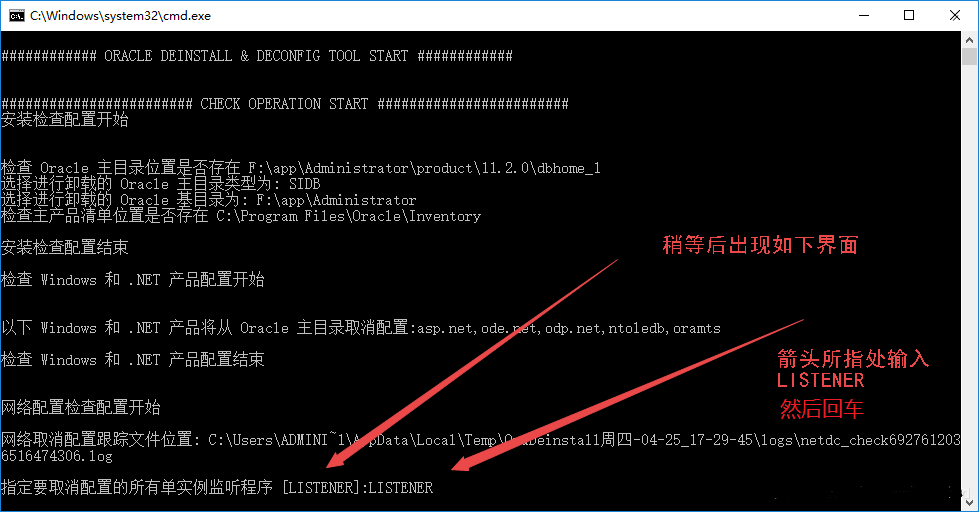 C:\Windows\system32\cmd.exe
############ ORACLE DEINSTALL & DECONFIG TOOL START ############
######################## CHECK OPERATION START ########################
安装检查配置开始
检查 Oracle 主目录位置是否存在 F:\app\Administrator\product\11.2.0\dbhome_1
选择进行卸载的 Oracle 主目录类型为: SIDB
选择进行卸载的 Oracle 基目录为: F:\app\Administrator
检查主产品清单位置是否存在 C:\Program Files\Oracle\Inventory
安装检查配置结束
稍等后出现如下界面
检查 Windows 和 .NET 产品配置开始
以下 Windows 和 .NET 产品将从 Oracle 主目录取消配置:asp.net,ode.net,odp.net,ntoledb,oramts
检查 Windows 和 .NET 产品配置结束
箭头所指处输入
LISTENER
然后回车
网络配置检查配置开始
网络取消配置跟踪文件位置: C:\Users\ADMINI~1\AppData\Local\Temp\OraDeinstall周四-04-25_17-29-45\logs\netdc_check692761203
6516474306.log
指定要取消配置的所有单实例监听程序 [LISTENER]:LISTENER